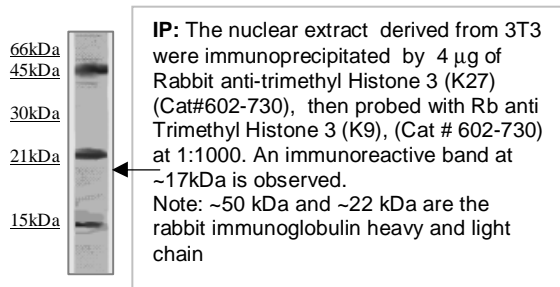 66kDa
45kDa
30kDa
21kDa
15kDa
IP: The nuclear extract derived from 3T3
were immunoprecipitated by 4 μg of
Rabbit anti-trimethyl Histone 3 (K27)
(Cat#602-730), then probed with Rb anti
Trimethyl Histone 3 (K9), (Cat # 602-730)
at 1:1000. An immunoreactive band at
~17kDa is observed.
Note: ~50 kDa and ~22 kDa are the
rabbit immunoglobulin heavy and light
chain